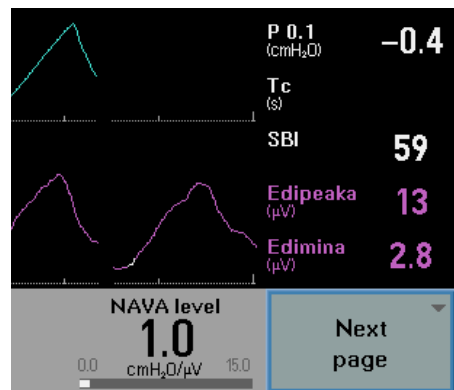 P 0.1
(cmH₂O)
-0.4
Tc
(s)
SBI
59
Edipeaka
(µV)
13
Edimina
(µV)
2.8
NAVA level
1.0
0.0
cmH₂O/µV
15.0
Next
page